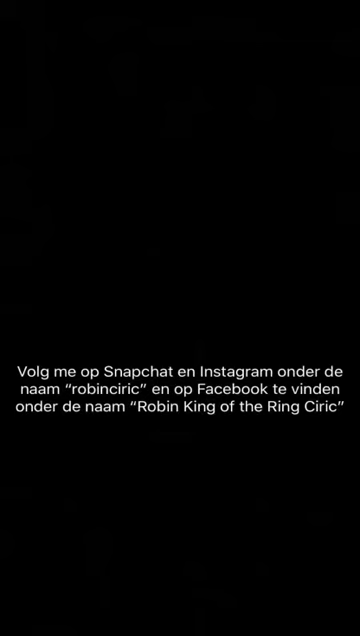 Volg me op Snapchat en Instagram onder de
naam “robinciric” en op Facebook te vinden
onder de naam “Robin King of the Ring Ciric”